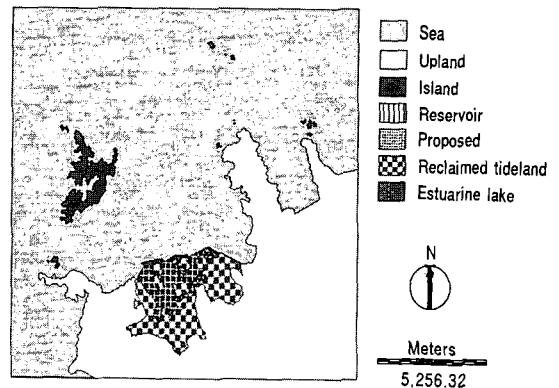 Sea
Upland
Island
Reservoir
Proposed
Reclaimed tideland
Estuarine lake
N
Meters
5,256.32